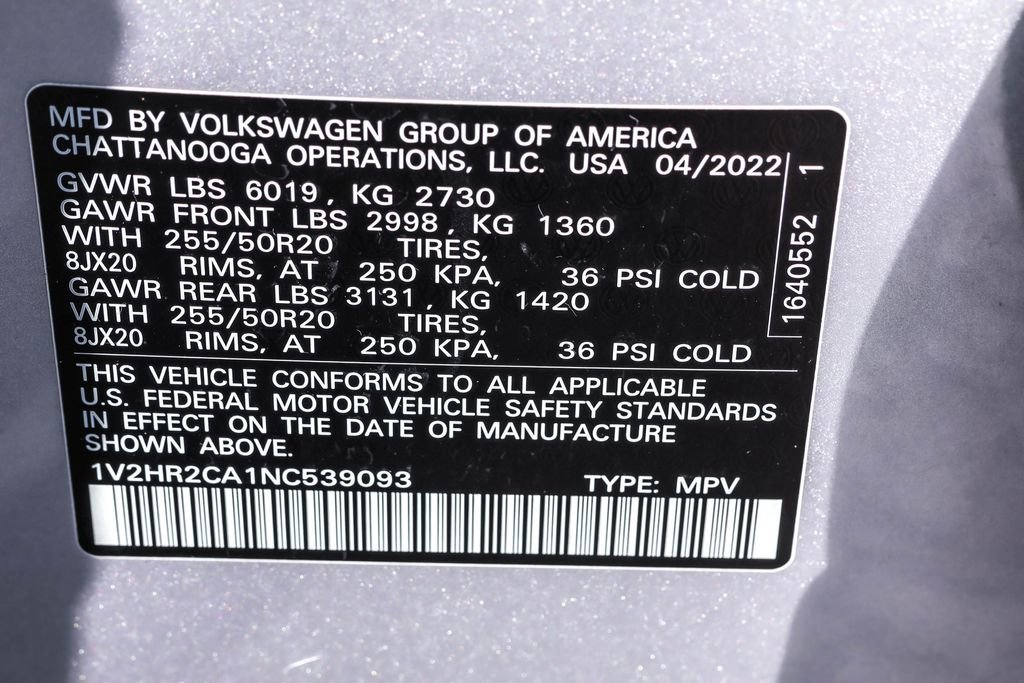 MFD BY VOLKSWAGEN GROUP OF AMERICA
CHATTANOOGA OPERATIONS, LLC. USA 04/2022
GVWR LBS 6019, KG 2730
GAWR FRONT LBS 2998, KG 1360
WITH 255/50R20 TIRES,
8JX20 RIMS, AT 250 KPA, 36 PSI COLD
GAWR REAR LBS 3131, KG 1420
WITH 255/50R20 TIRES,
8JX20 RIMS, AT 250 KPA, 36 PSI COLD
1640552 1
THIS VEHICLE CONFORMS TO ALL APPLICABLE
U.S. FEDERAL MOTOR VEHICLE SAFETY STANDARDS
IN EFFECT ON THE DATE OF MANUFACTURE
SHOWN ABOVE.
1V2HR2CA1NC539093 TYPE: MPV